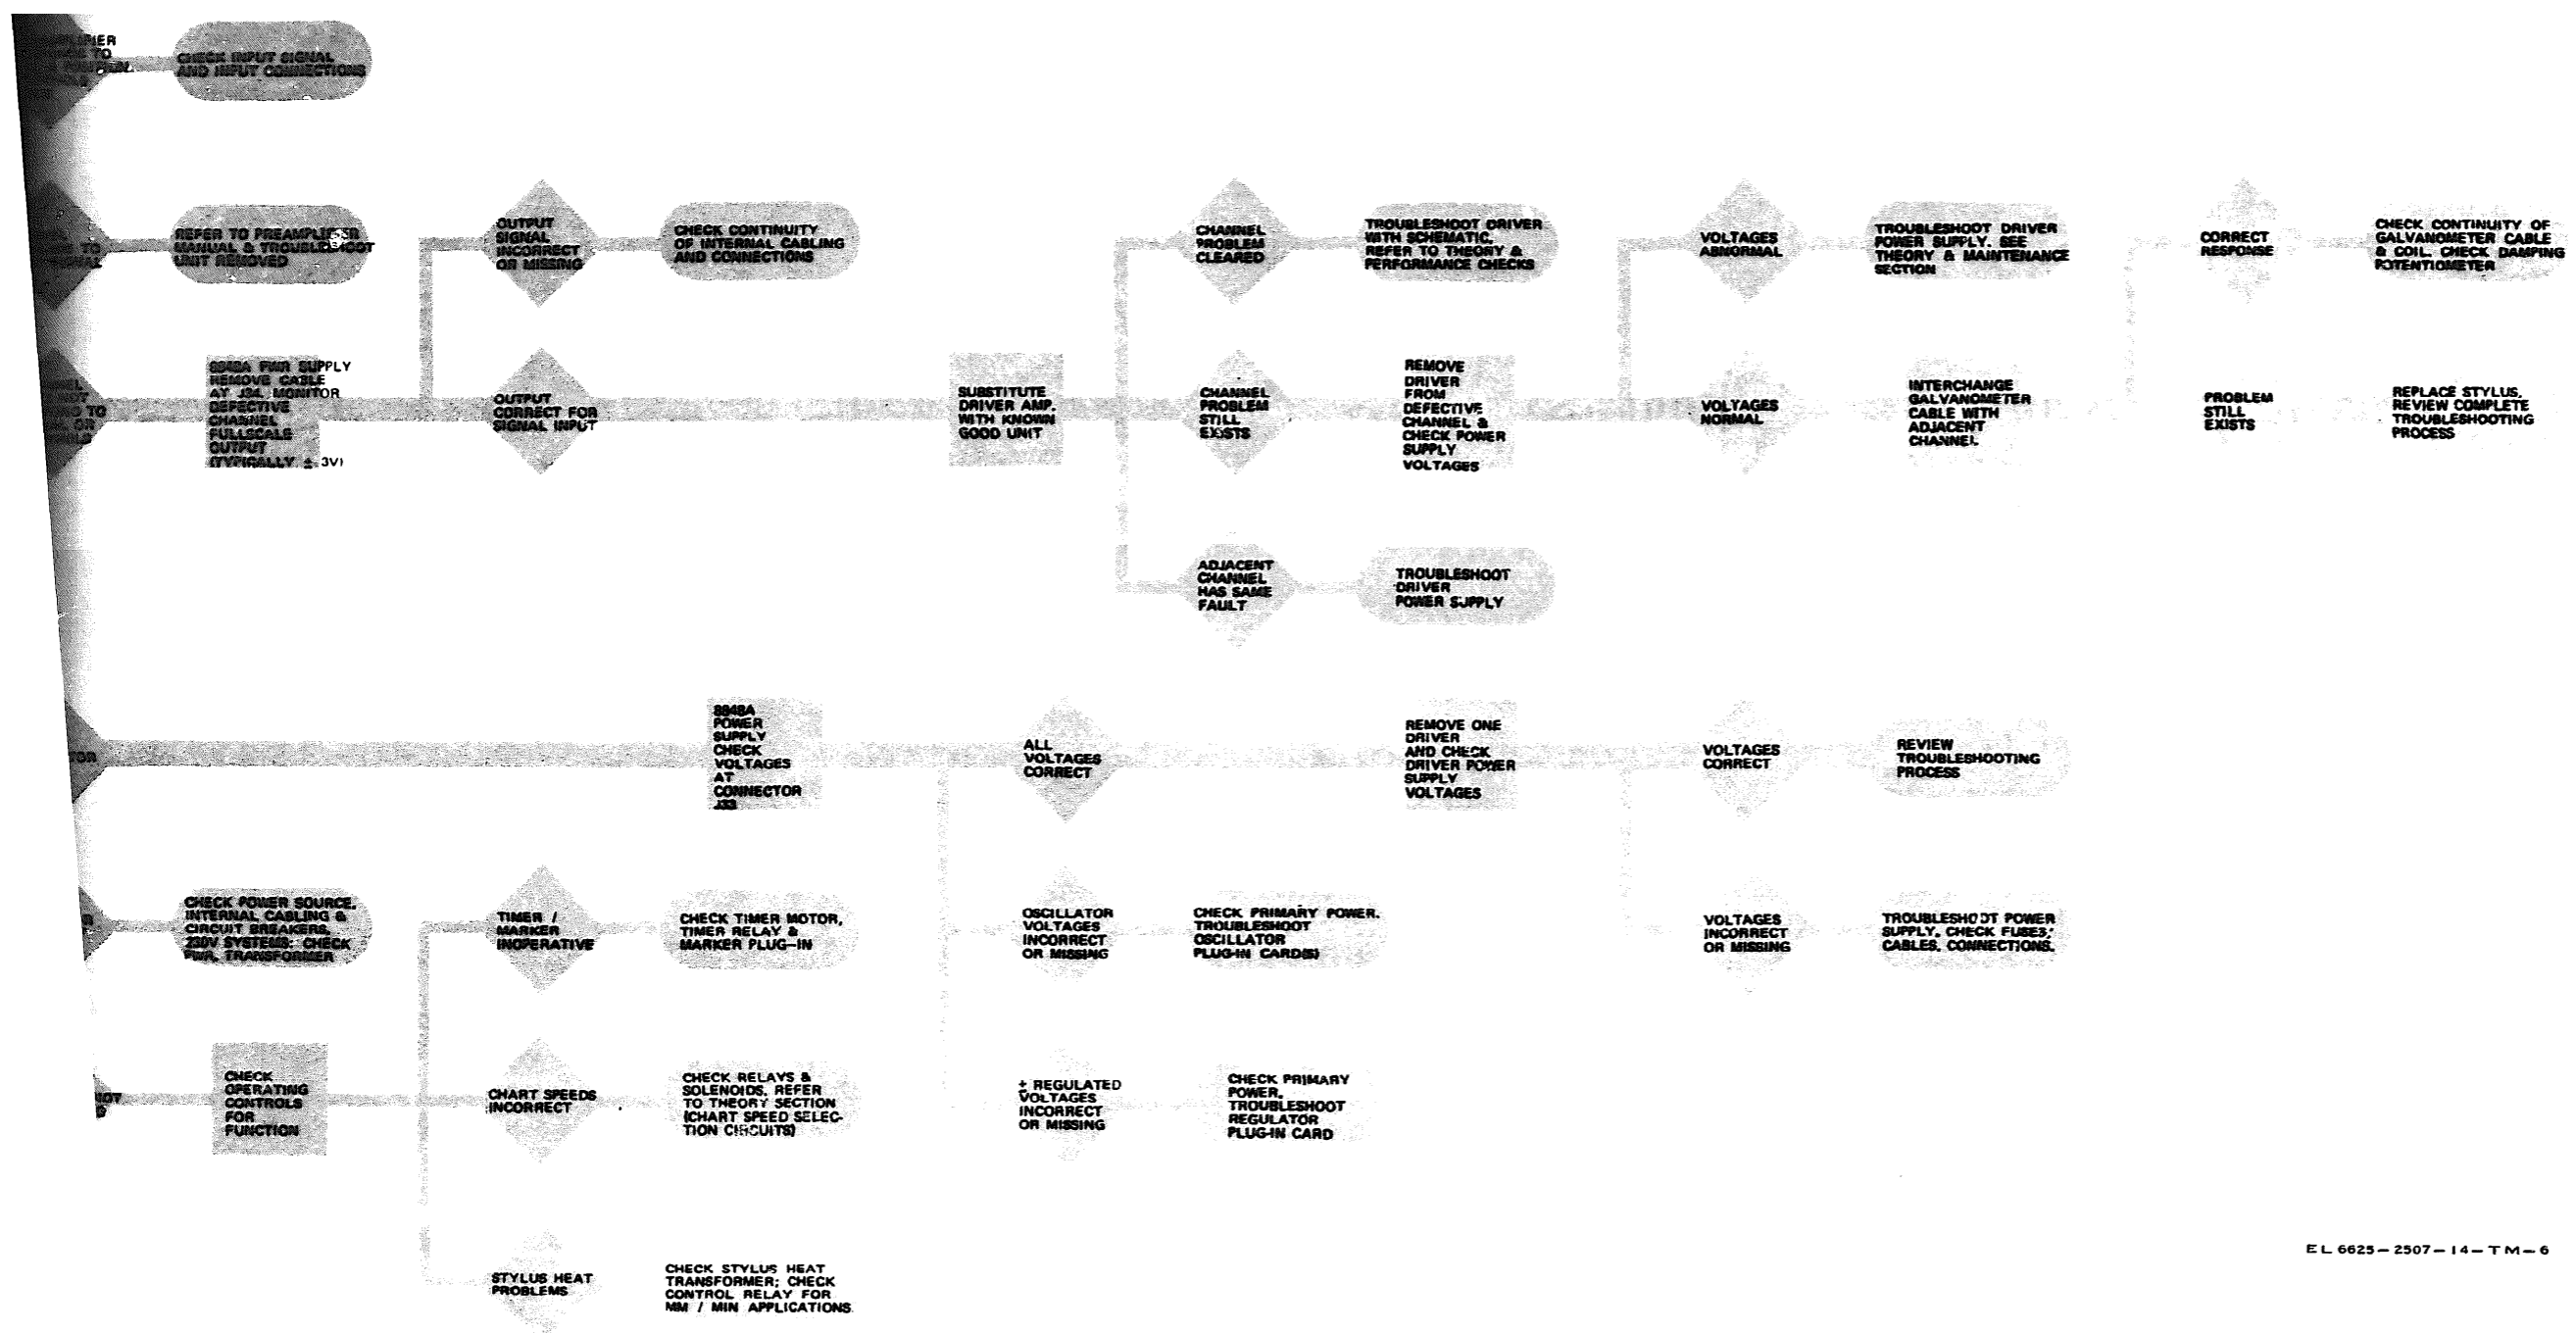 CHECK INPUT SIGNAL
AND INPUT CONNECTIONS
REFER TO PREAMPLIFIER
MANUAL & TROUBLESHOOT
UNIT REMOVED
OUTPUT
SIGNAL
INCORRECT
OR MISSING
CHECK CONTINUITY
OF INTERNAL CABLING
AND CONNECTIONS
CHANNEL
PROBLEM
CLEARED
TROUBLESHOOT DRIVER
WITH SCHEMATIC.
REFER TO THEORY &
PERFORMANCE CHECKS
VOLTAGES
ABNORMAL
TROUBLESHOOT DRIVER
POWER SUPPLY. SEE
THEORY & MAINTENANCE
SECTION
CORRECT
RESPONSE
CHECK CONTINUITY OF
GALVANOMETER CABLE
& COIL. CHECK DAMPING
POTENTIOMETER
PWR SUPPLY
REMOVE CABLE
AT J34. MONITOR
DEFECTIVE
CHANNEL
FULLSCALE
OUTPUT
(TYPICALLY ± 3V)
OUTPUT
CORRECT FOR
SIGNAL INPUT
SUBSTITUTE
DRIVER AMP.
WITH KNOWN
GOOD UNIT
CHANNEL
PROBLEM
STILL
EXISTS
REMOVE
DRIVER
FROM
DEFECTIVE
CHANNEL &
CHECK POWER
SUPPLY
VOLTAGES
VOLTAGES
NORMAL
INTERCHANGE
GALVANOMETER
CABLE WITH
ADJACENT
CHANNEL
PROBLEM
STILL
EXISTS
REPLACE STYLUS.
REVIEW COMPLETE
TROUBLESHOOTING
PROCESS
ADJACENT
CHANNEL
HAS SAME
FAULT
TROUBLESHOOT
DRIVER
POWER SUPPLY
8848A
POWER
SUPPLY
CHECK
VOLTAGES
AT
CONNECTOR
J33
ALL
VOLTAGES
CORRECT
REMOVE ONE
DRIVER
AND CHECK
DRIVER POWER
SUPPLY
VOLTAGES
VOLTAGES
CORRECT
REVIEW
TROUBLESHOOTING
PROCESS
CHECK POWER SOURCE,
INTERNAL CABLING &
CIRCUIT BREAKERS,
230V SYSTEMS: CHECK
PWR. TRANSFORMER
TIMER /
MARKER
INOPERATIVE
CHECK TIMER MOTOR,
TIMER RELAY &
MARKER PLUG-IN
OSCILLATOR
VOLTAGES
INCORRECT
OR MISSING
CHECK PRIMARY POWER.
TROUBLESHOOT
OSCILLATOR
PLUG-IN CARD(S)
VOLTAGES
INCORRECT
OR MISSING
TROUBLESHOOT POWER
SUPPLY, CHECK FUSES,
CABLES, CONNECTIONS.
CHECK
OPERATING
CONTROLS
FOR
FUNCTION
CHART SPEEDS
INCORRECT
CHECK RELAYS &
SOLENOIDS. REFER
TO THEORY SECTION
(CHART SPEED SELEC-
TION CIRCUITS)
± REGULATED
VOLTAGES
INCORRECT
OR MISSING
CHECK PRIMARY
POWER.
TROUBLESHOOT
REGULATOR
PLUG-IN CARD
STYLUS HEAT
PROBLEMS
CHECK STYLUS HEAT
TRANSFORMER; CHECK
CONTROL RELAY FOR
MM / MIN APPLICATIONS.
EL 6625-2507-14-TM-6